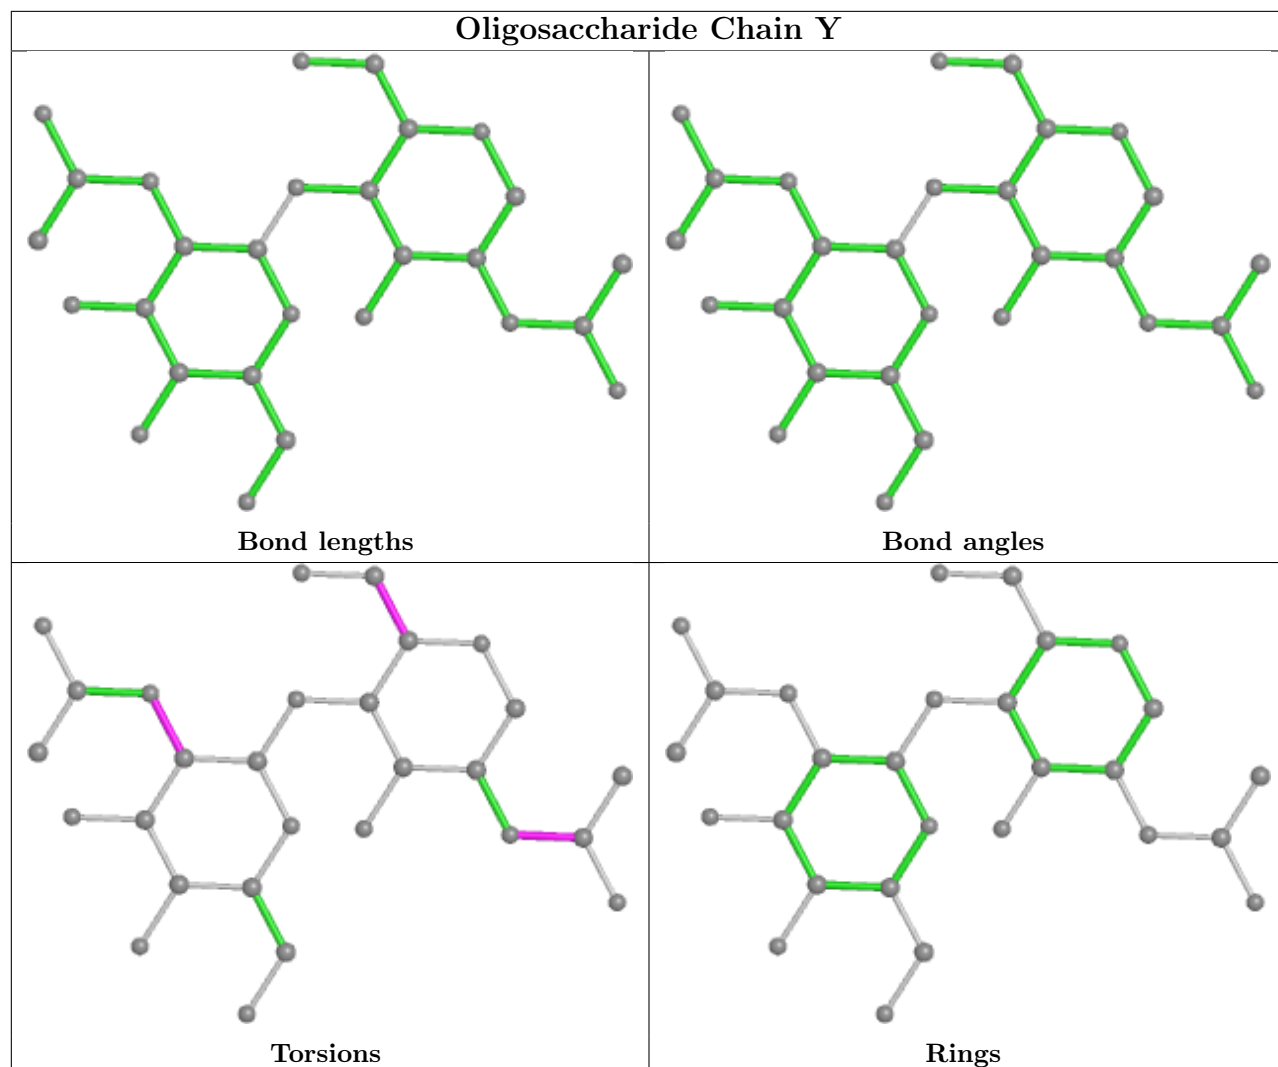 Oligosaccharide Chain Y
Bond lengths
Bond angles
Torsions
Rings